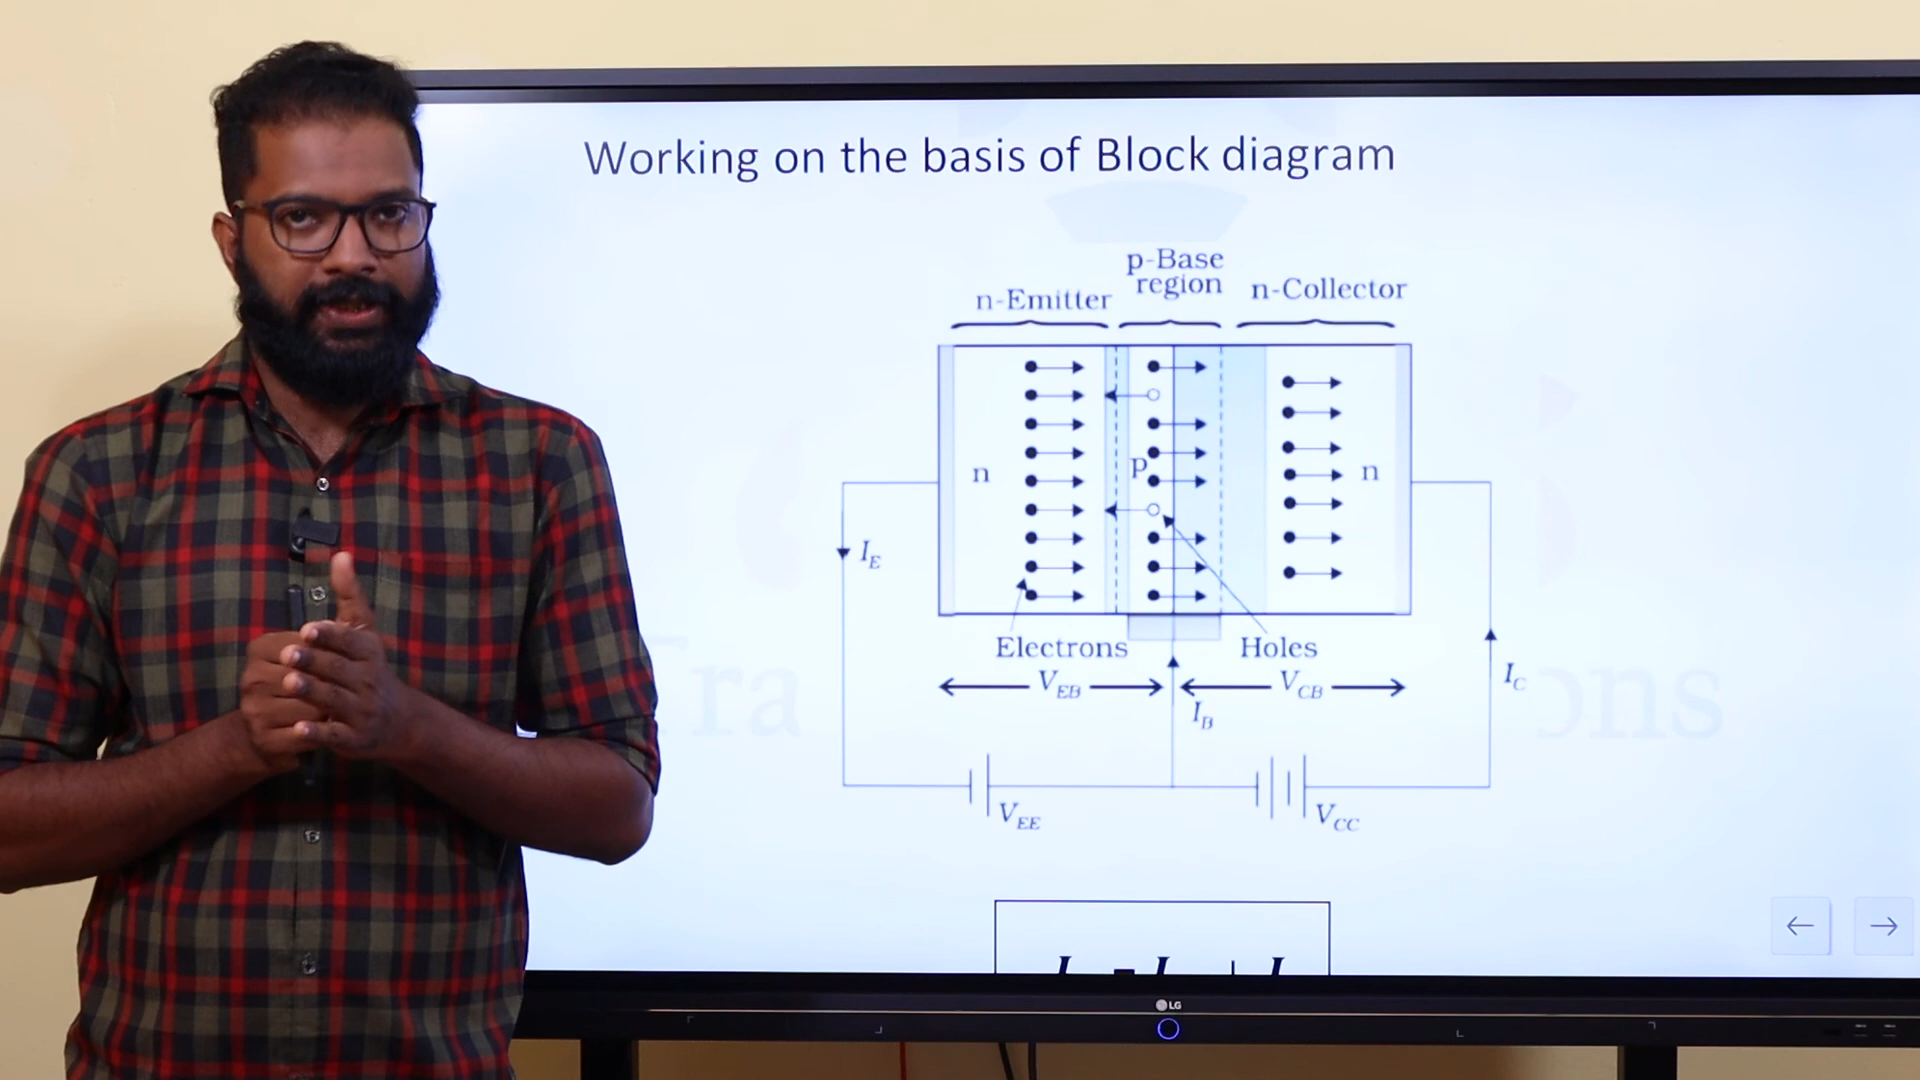 Working on the basis of Block diagram
p-Base
region
n-Emitter
n-Collector
n
p
n
I_E
Electrons
Holes
V_EB
V_CB
I_B
I_C
V_EE
V_CC
← →
LG